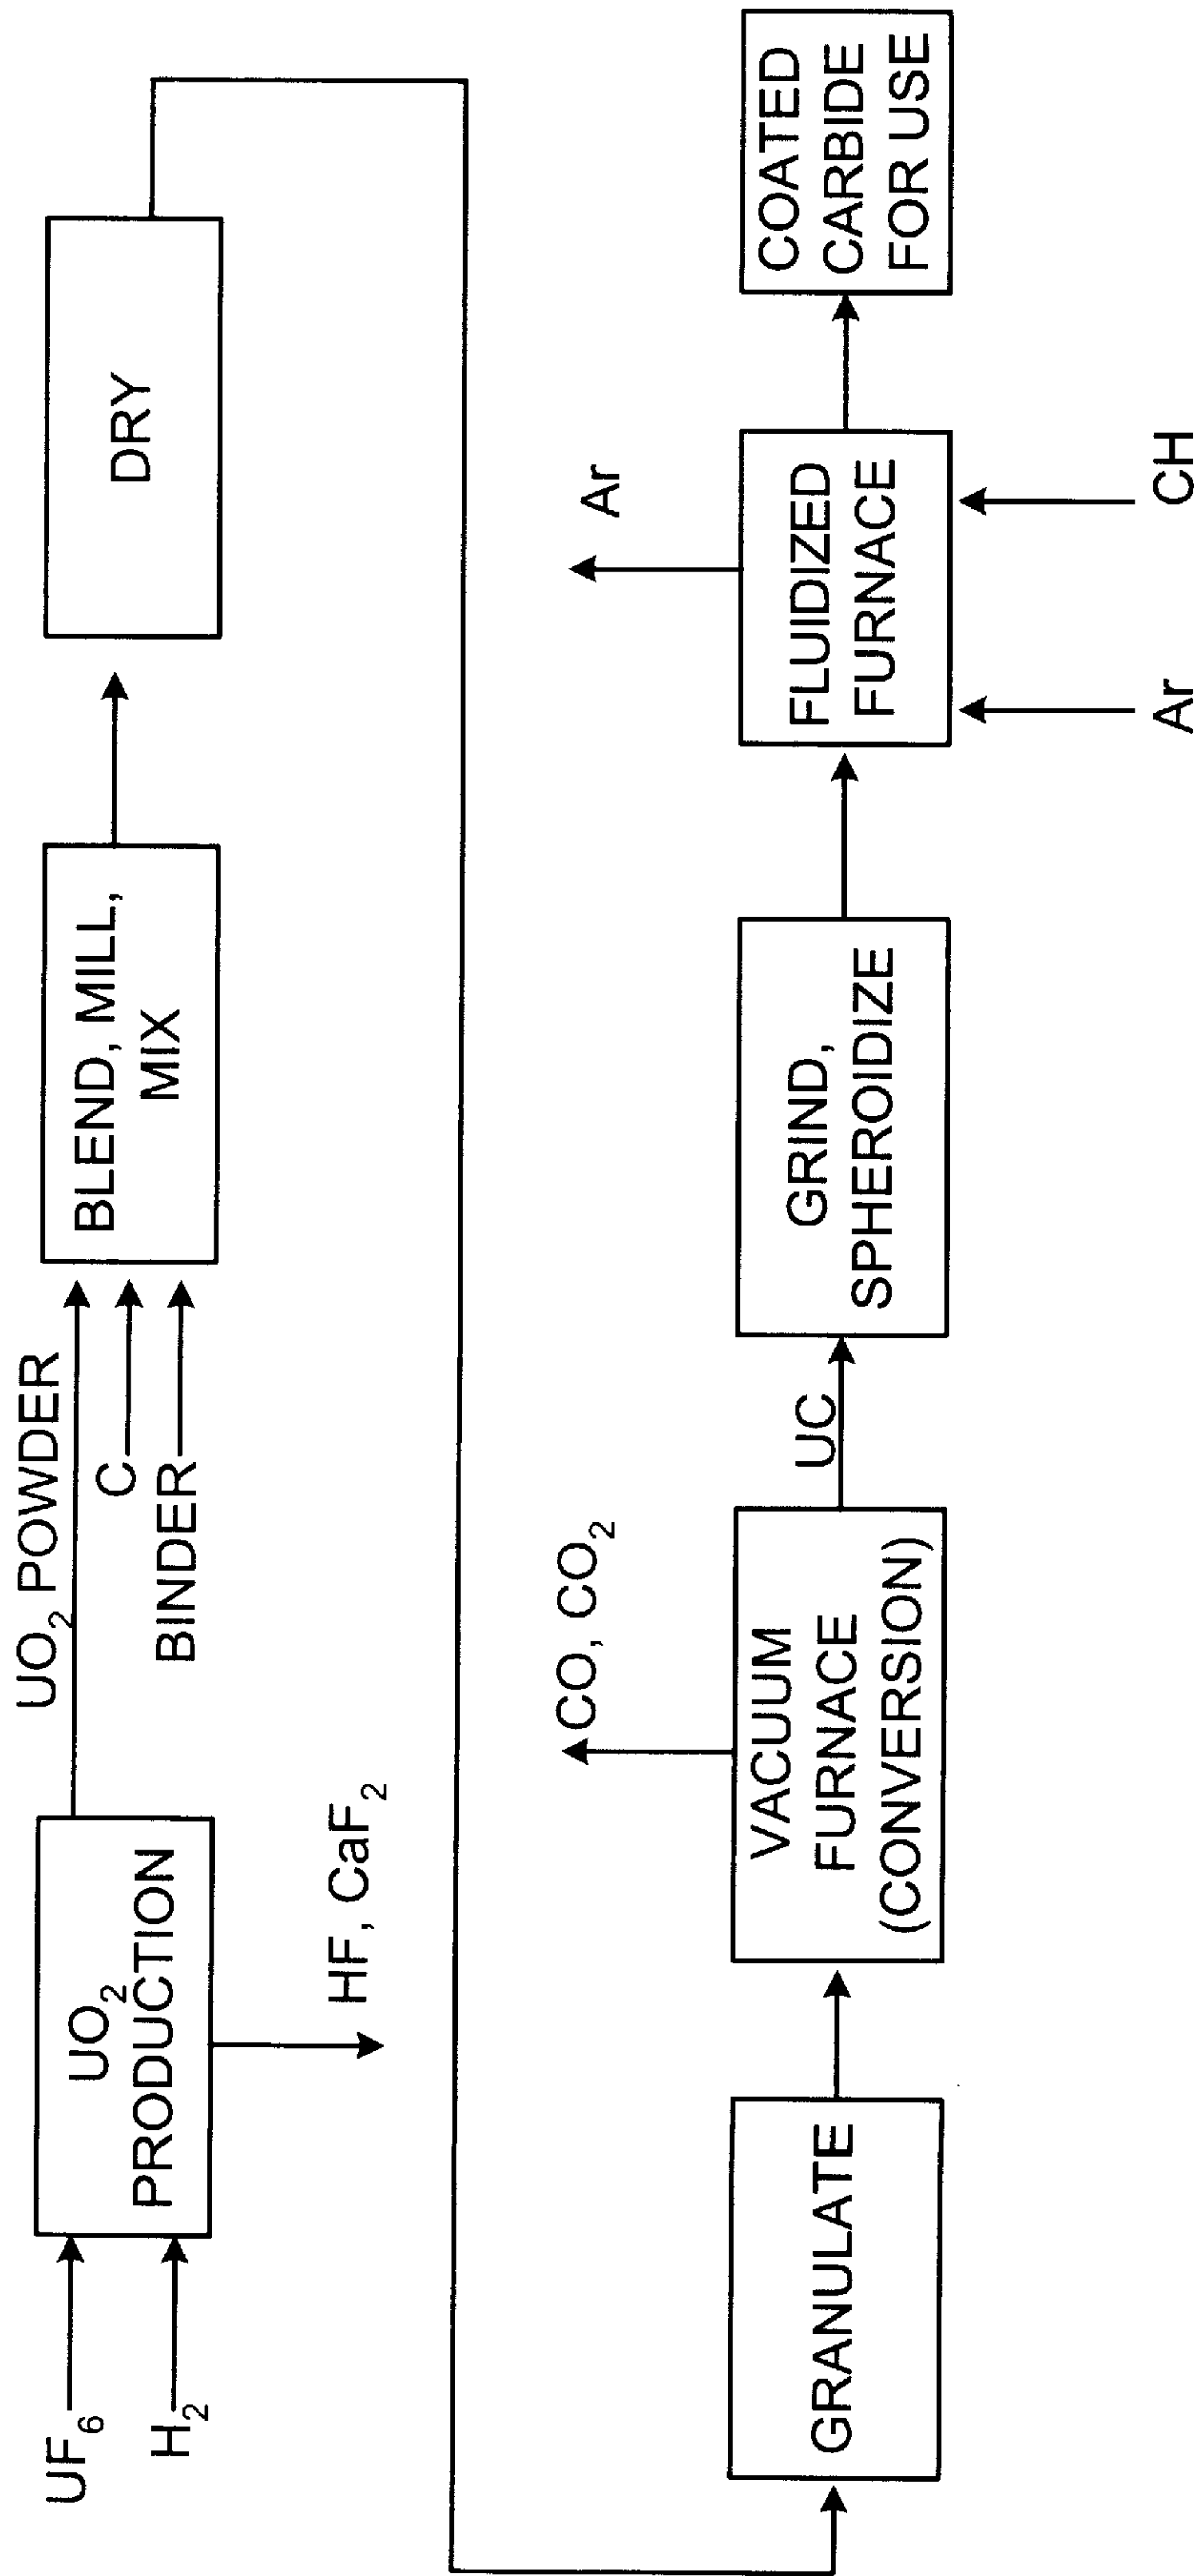 UF₆
H₂
UO₂
PRODUCTION
HF, CaF₂
UO₂ POWDER
C
BINDER
BLEND, MILL,
MIX
DRY
GRANULATE
VACUUM
FURNACE
(CONVERSION)
CO, CO₂
UC
GRIND,
SPHEROIDIZE
FLUIDIZED
FURNACE
Ar
Ar
CH
COATED
CARBIDE
FOR USE